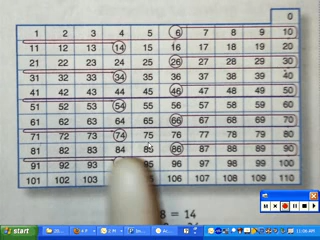 0
1 2 3 4 5 6 7 8 9 10
11 12 13 14 15 16 17 18 19 20
21 22 23 24 25 26 27 28 29 30
31 32 33 34 35 36 37 38 39 40
41 42 43 44 45 46 47 48 49 50
51 52 53 54 55 56 57 58 59 60
61 62 63 64 65 66 67 68 69 70
71 72 73 74 75 76 77 78 79 80
81 82 83 84 85 86 87 88 89 90
91 92 93 95 96 97 98 99 100
101 102 103 106 107 108 109 110
8 = 14
start
11:06 AM